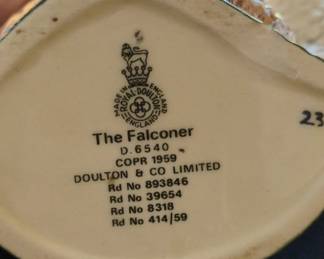 MADE IN ENGLAND
ROYAL DOULTON
ENGLAND
The Falconer
D.6540
COPR 1959
DOULTON & CO LIMITED
Rd No 893846
Rd No 39654
Rd No 8318
Rd No 414/59
23